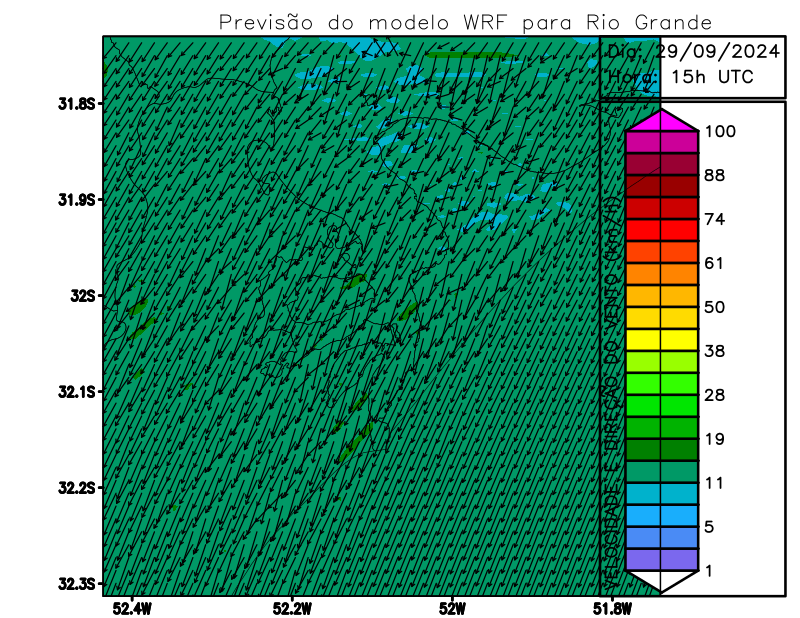 Previsão do modelo WRF para Rio Grande
Dia: 29/09/2024
Hora: 15h UTC
31.8S
31.9S
32S
32.1S
32.2S
32.3S
52.4W
52.2W
52W
51.8W
VELOCIDADE E DIREÇÃO DO VENTO (km/h)
100
88
74
61
50
38
28
19
11
5
1